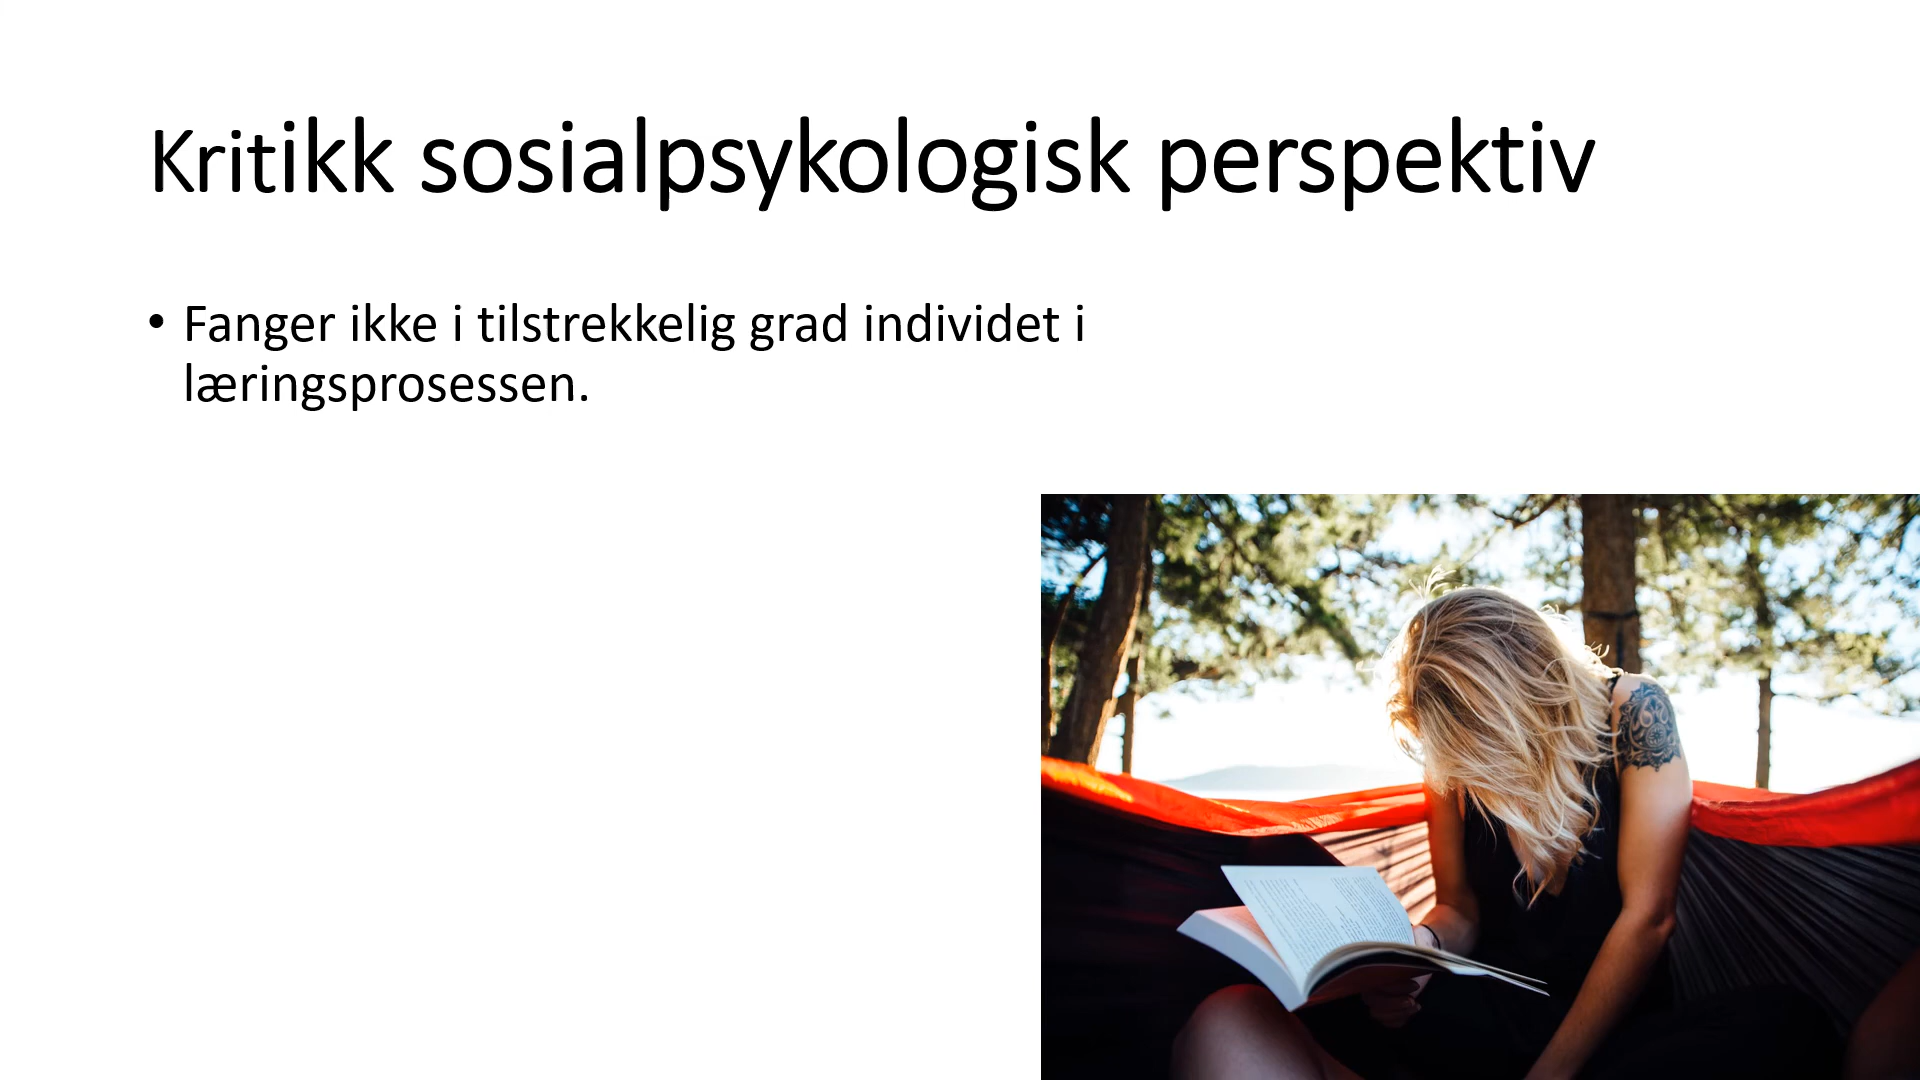 Kritikk sosialpsykologisk perspektiv
• Fanger ikke i tilstrekkelig grad individet i
læringsprosessen.